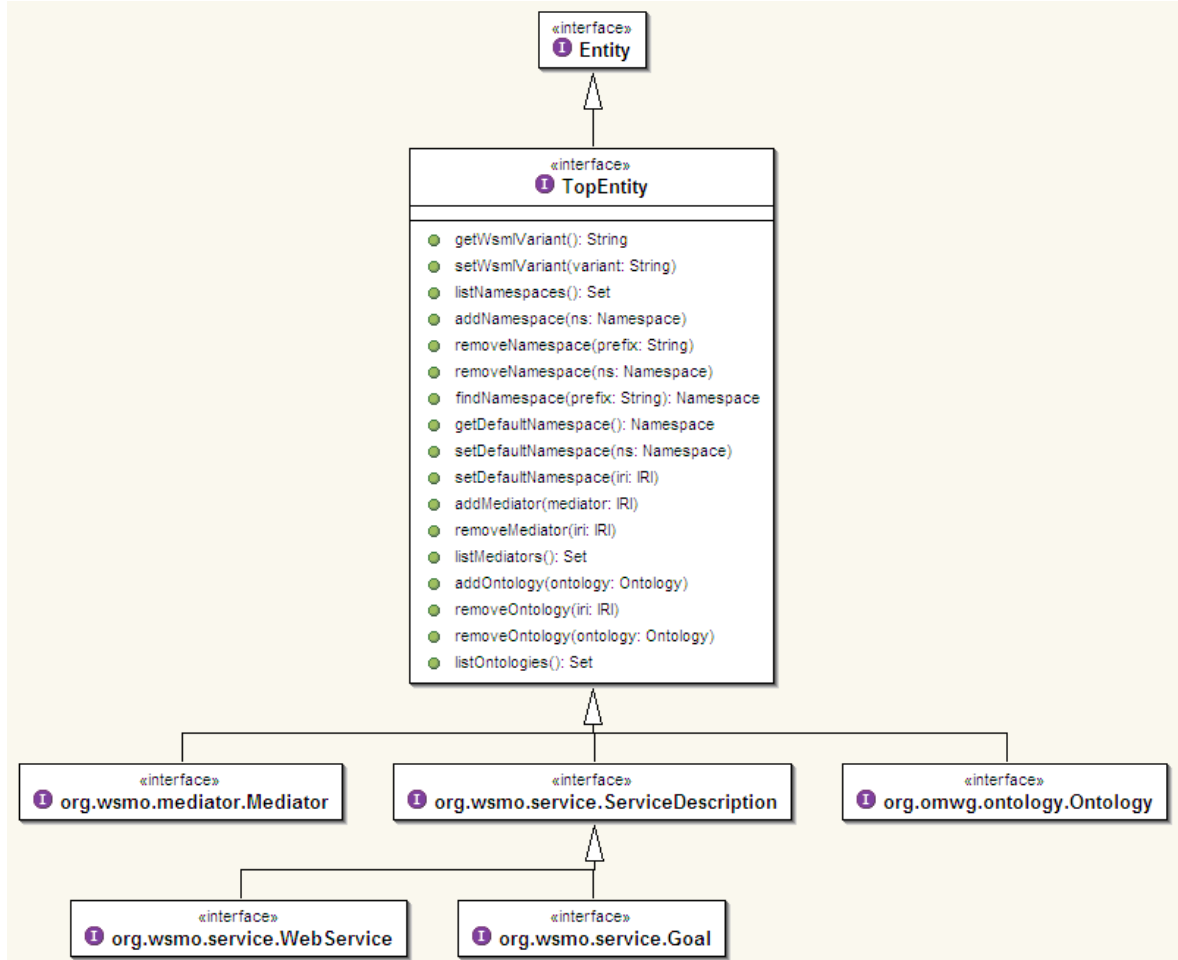 «interface»
I Entity
«interface»
I TopEntity
getWsmlVariant(): String
setWsmlVariant(variant: String)
listNamespaces(): Set
addNamespace(ns: Namespace)
removeNamespace(prefix: String)
removeNamespace(ns: Namespace)
findNamespace(prefix: String): Namespace
getDefaultNamespace(): Namespace
setDefaultNamespace(ns: Namespace)
setDefaultNamespace(iri: IRI)
addMediator(mediator: IRI)
removeMediator(iri: IRI)
listMediators(): Set
addOntology(ontology: Ontology)
removeOntology(iri: IRI)
removeOntology(ontology: Ontology)
listOntologies(): Set
«interface»
I org.wsmo.mediator.Mediator
«interface»
I org.wsmo.service.ServiceDescription
«interface»
I org.omwg.ontology.Ontology
«interface»
I org.wsmo.service.WebService
«interface»
I org.wsmo.service.Goal